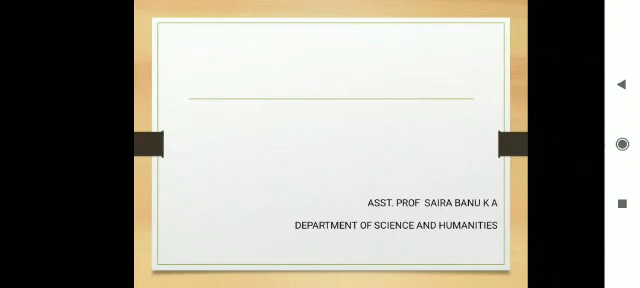 ASST. PROF SAIRA BANU K A
DEPARTMENT OF SCIENCE AND HUMANITIES